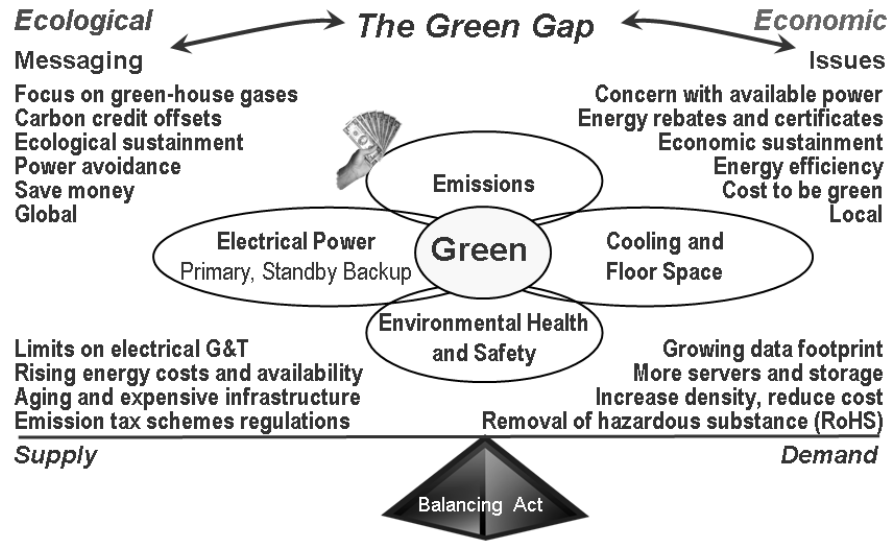 Ecological
The Green Gap
Economic
Messaging
Issues
Focus on green-house gases
Carbon credit offsets
Ecological sustainment
Power avoidance
Save money
Global
Concern with available power
Energy rebates and certificates
Economic sustainment
Energy efficiency
Cost to be green
Local
Emissions
Electrical Power
Primary, Standby Backup
Green
Cooling and
Floor Space
Environmental Health
and Safety
Limits on electrical G&T
Rising energy costs and availability
Aging and expensive infrastructure
Emission tax schemes regulations
Growing data footprint
More servers and storage
Increase density, reduce cost
Removal of hazardous substance (RoHS)
Supply
Demand
Balancing Act